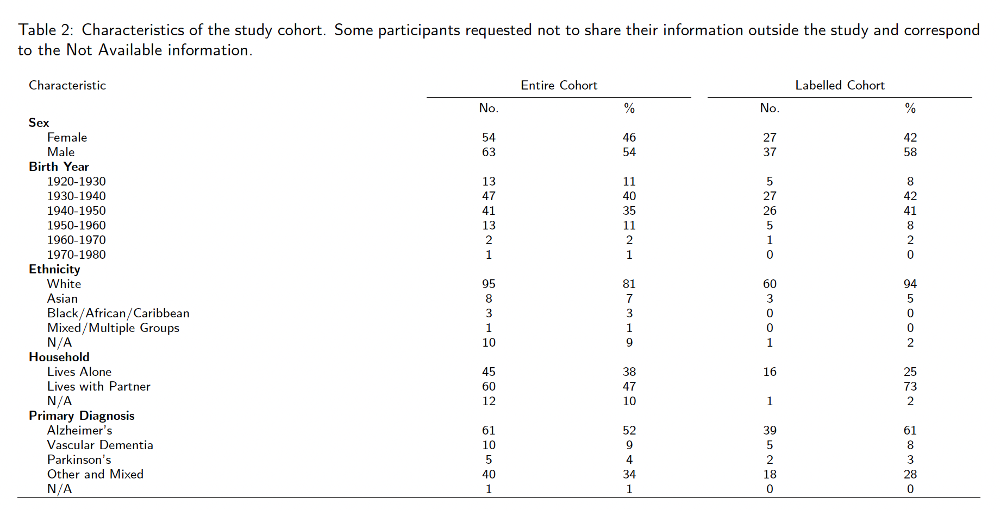 Table 2: Characteristics of the study cohort. Some participants requested not to share their information outside the study and correspond
to the Not Available information.
Characteristic Entire Cohort Labelled Cohort
No. % No. %
Sex
Female 54 46 27 42
Male 63 54 37 58
Birth Year
1920-1930 13 11 5 8
1930-1940 47 40 27 42
1940-1950 41 35 26 41
1950-1960 13 11 5 8
1960-1970 2 2 1 2
1970-1980 1 1 0 0
Ethnicity
White 95 81 60 94
Asian 8 7 3 5
Black/African/Caribbean 3 3 0 0
Mixed/Multiple Groups 1 1 0 0
N/A 10 9 1 2
Household
Lives Alone 45 38 16 25
Lives with Partner 60 47 73
N/A 12 10 1 2
Primary Diagnosis
Alzheimer's 61 52 39 61
Vascular Dementia 10 9 5 8
Parkinson's 5 4 2 3
Other and Mixed 40 34 18 28
N/A 1 1 0 0